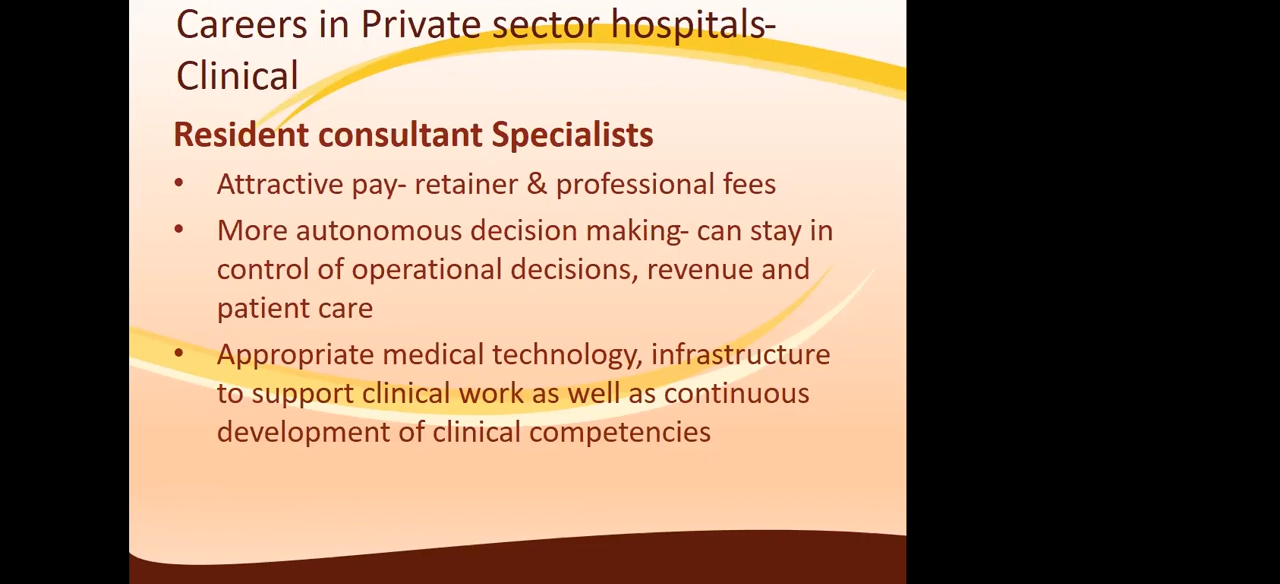 Careers in Private sector hospitals-
Clinical
Resident consultant Specialists
• Attractive pay- retainer & professional fees
• More autonomous decision making- can stay in
control of operational decisions, revenue and
patient care
• Appropriate medical technology, infrastructure
to support clinical work as well as continuous
development of clinical competencies